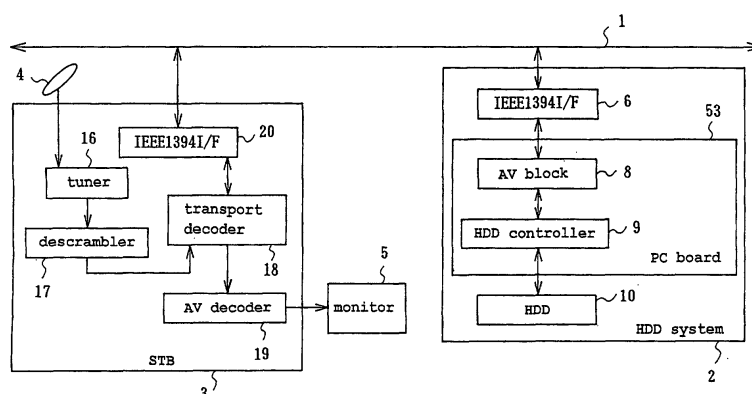 1
4
IEEE1394I/F
20
16
tuner
transport
decoder
18
descrambler
17
AV decoder
19
5
monitor
STB
3
IEEE1394I/F
6
53
AV block
8
HDD controller
9
PC board
HDD
10
HDD system
2